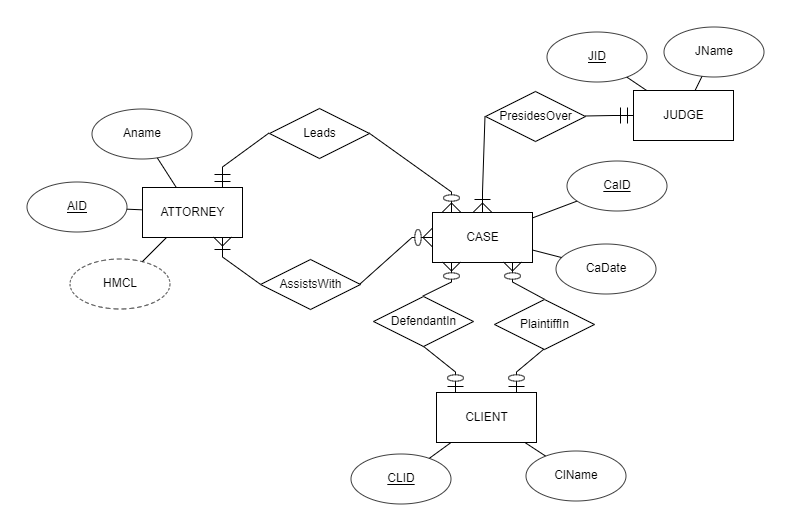 JID
JName
PresidesOver
JUDGE
Aname
Leads
AID
ATTORNEY
CaID
CASE
HMCL
AssistsWith
CaDate
DefendantIn
PlaintiffIn
CLIENT
CLID
ClName